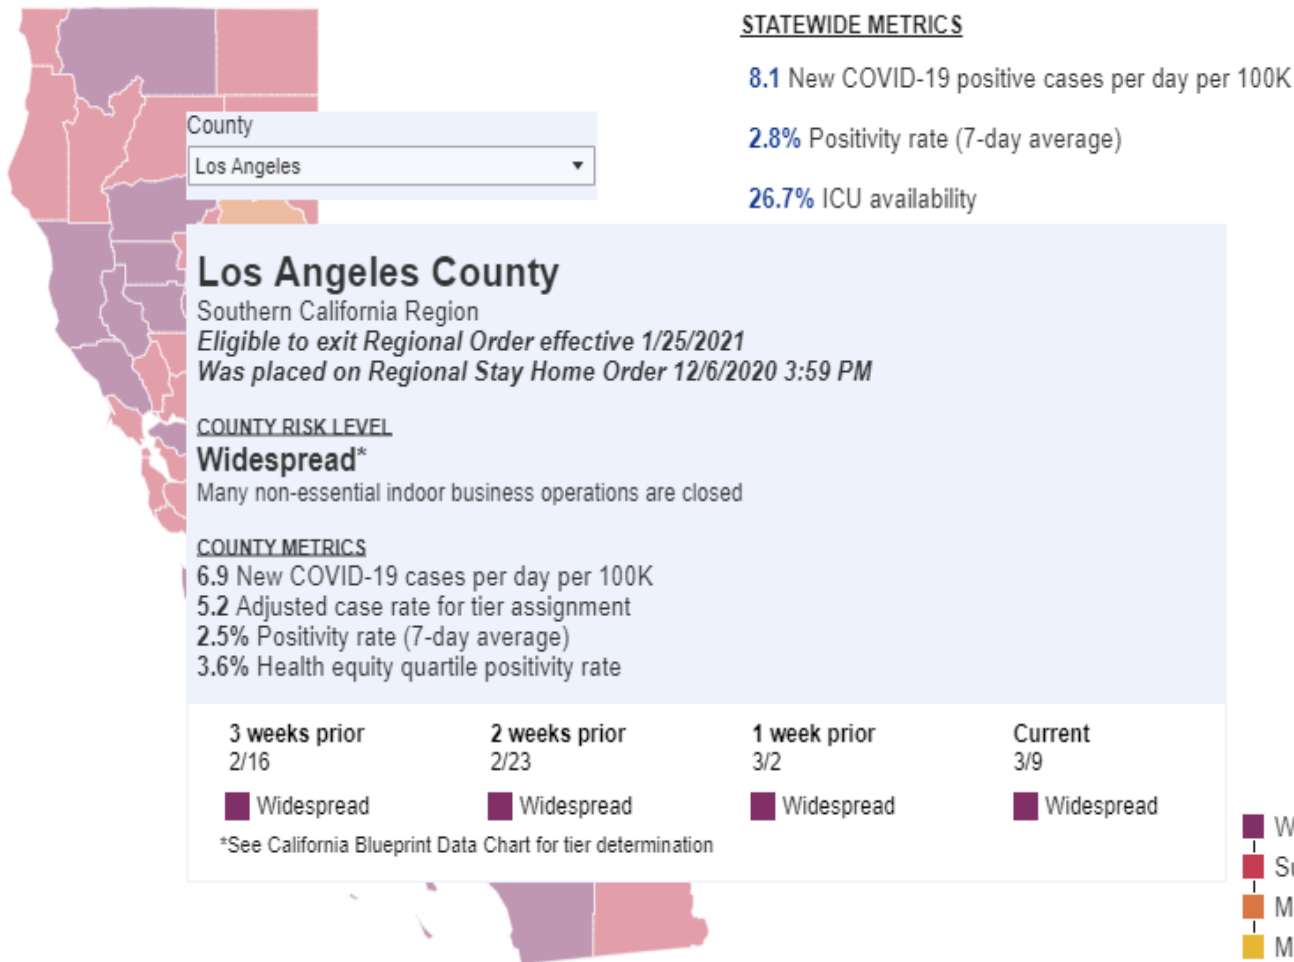 STATEWIDE METRICS
8.1 New COVID-19 positive cases per day per 100K
2.8% Positivity rate (7-day average)
26.7% ICU availability
County
Los Angeles
Los Angeles County
Southern California Region
Eligible to exit Regional Order effective 1/25/2021
Was placed on Regional Stay Home Order 12/6/2020 3:59 PM
COUNTY RISK LEVEL
Widespread*
Many non-essential indoor business operations are closed
COUNTY METRICS
6.9 New COVID-19 cases per day per 100K
5.2 Adjusted case rate for tier assignment
2.5% Positivity rate (7-day average)
3.6% Health equity quartile positivity rate
3 weeks prior 2 weeks prior 1 week prior Current
2/16 2/23 3/2 3/9
Widespread Widespread Widespread Widespread
*See California Blueprint Data Chart for tier determination